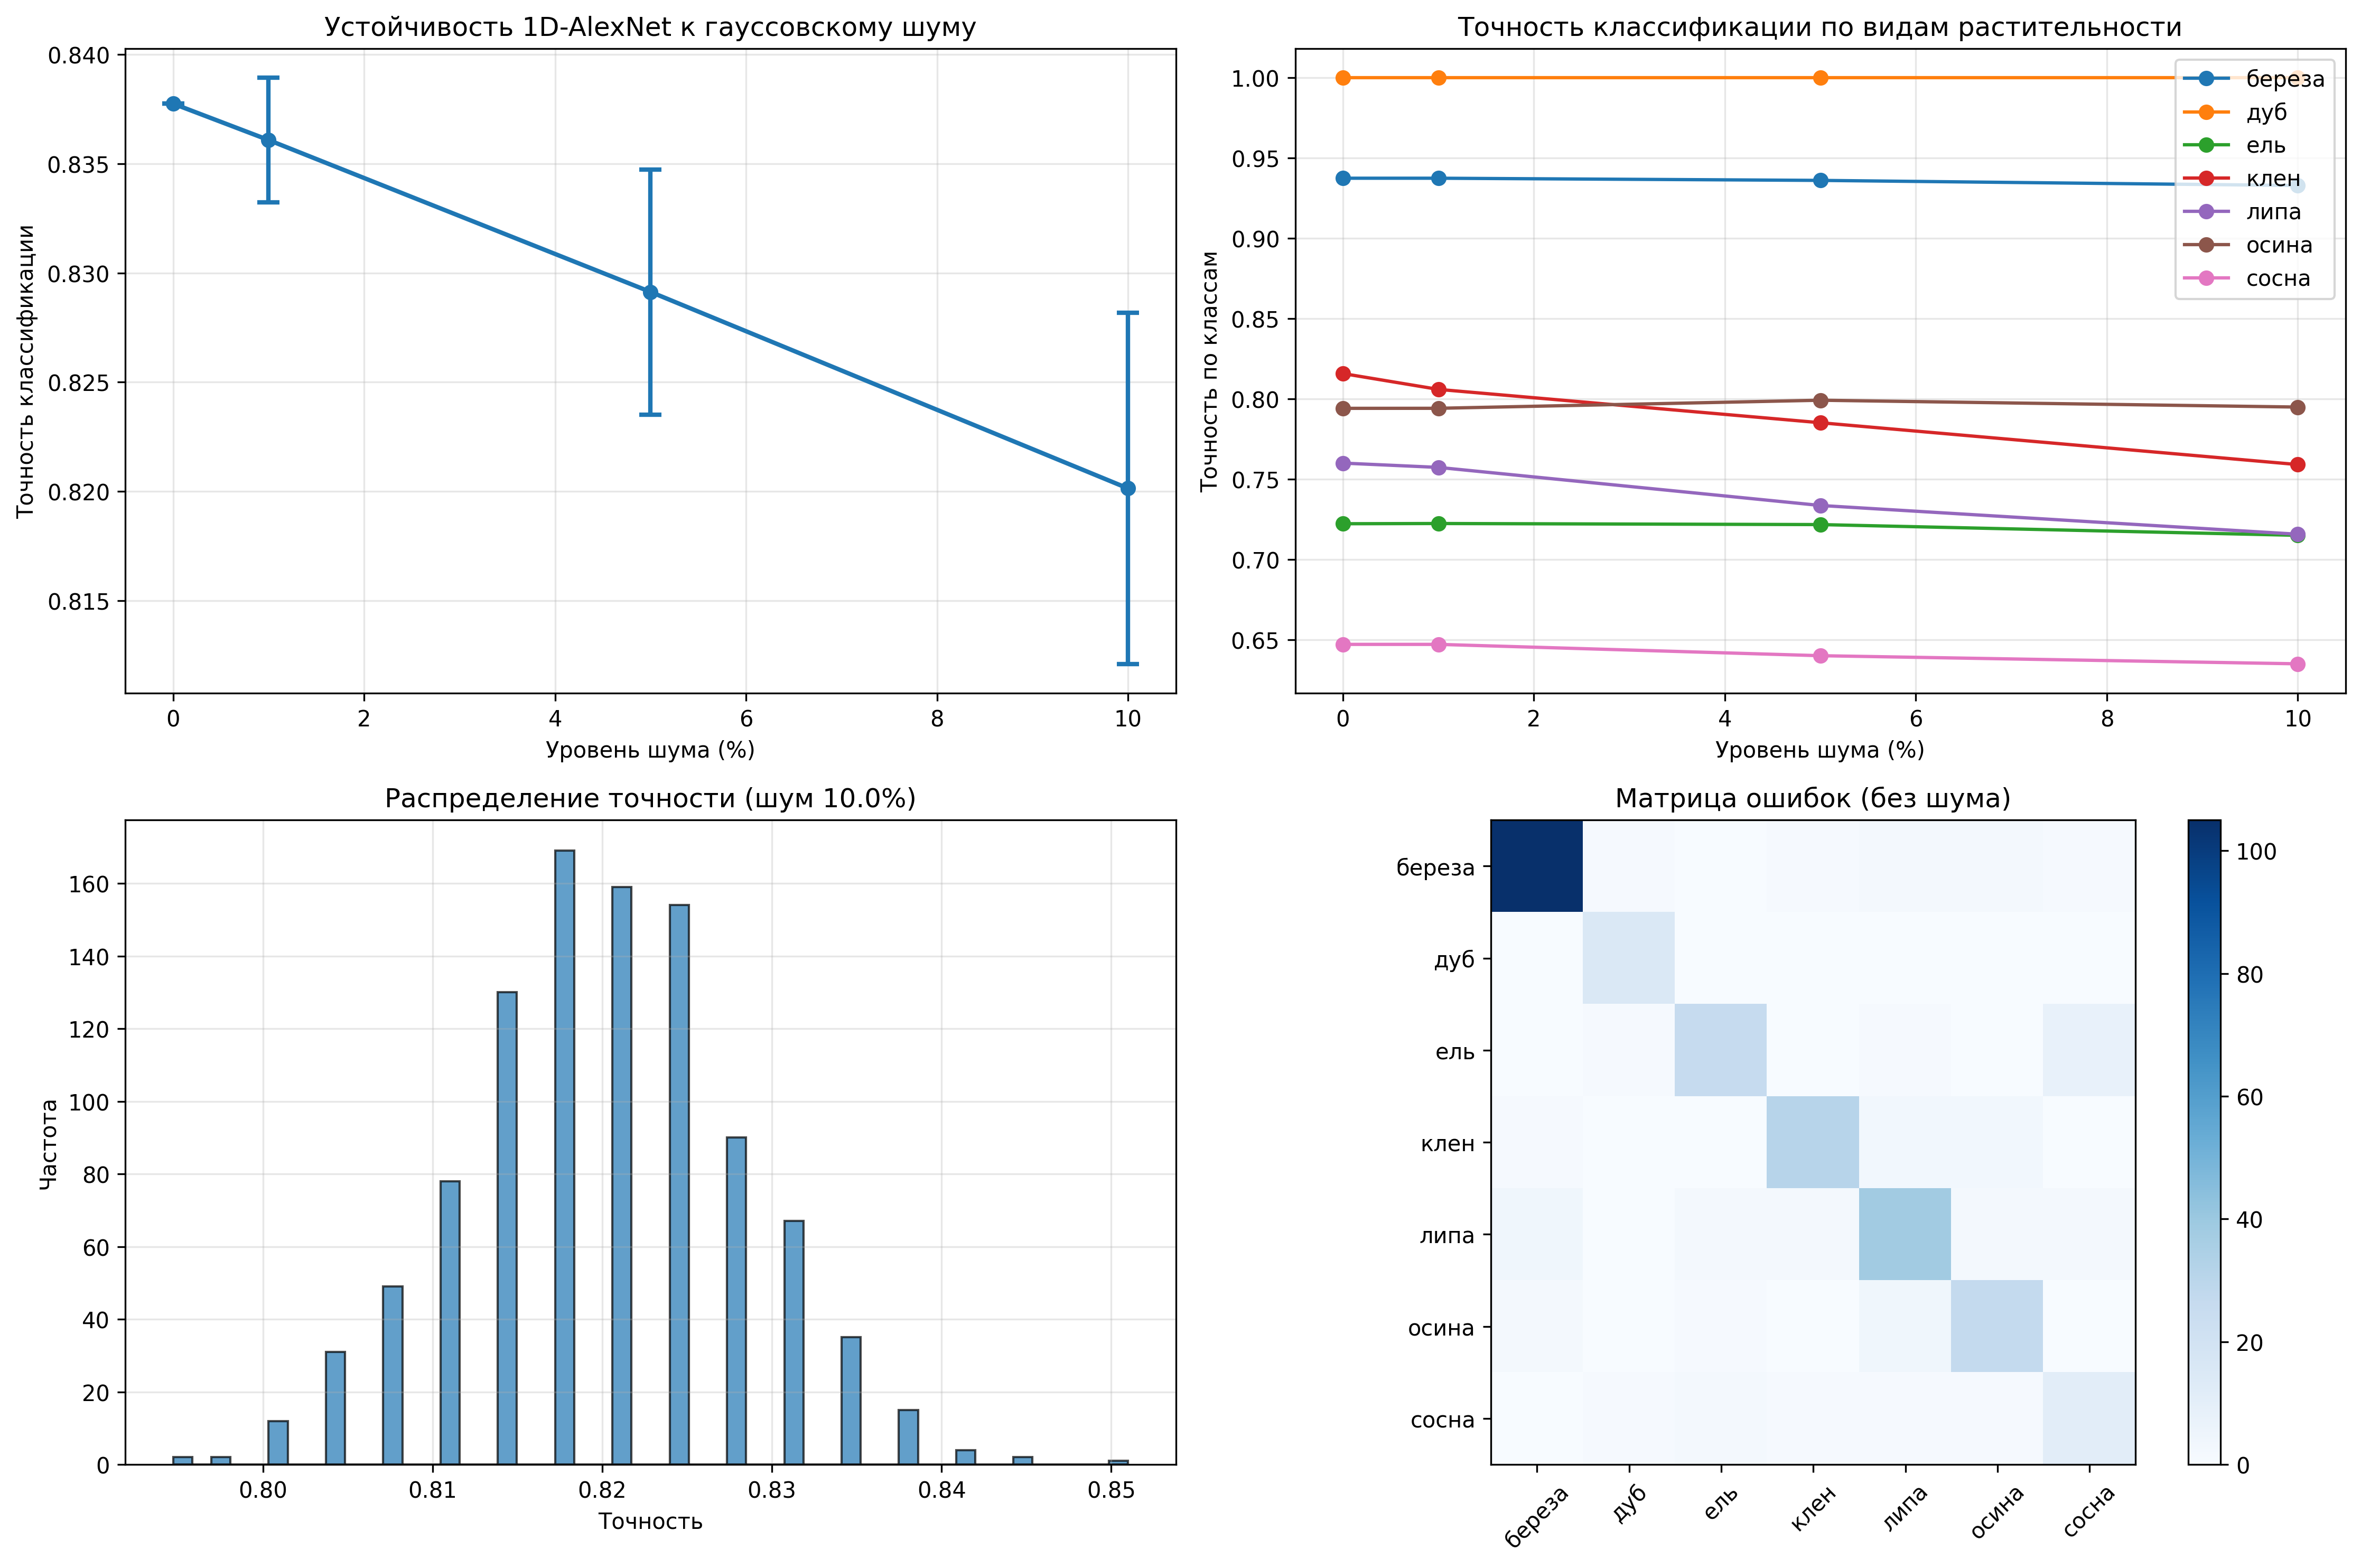 Устойчивость 1D-AlexNet к гауссовскому шуму
0.840
0.835
0.830
0.825
0.820
0.815
Точность классификации
0 2 4 6 8 10
Уровень шума (%)
Точность классификации по видам растительности
1.00
0.95
0.90
0.85
0.80
0.75
0.70
0.65
Точность по классам
береза
дуб
ель
клен
липа
осина
сосна
0 2 4 6 8 10
Уровень шума (%)
Распределение точности (шум 10.0%)
160
140
120
100
80
60
40
20
0
Частота
0.80 0.81 0.82 0.83 0.84 0.85
Точность
Матрица ошибок (без шума)
береза
дуб
ель
клен
липа
осина
сосна
береза дуб ель клен липа осина сосна
100
80
60
40
20
0